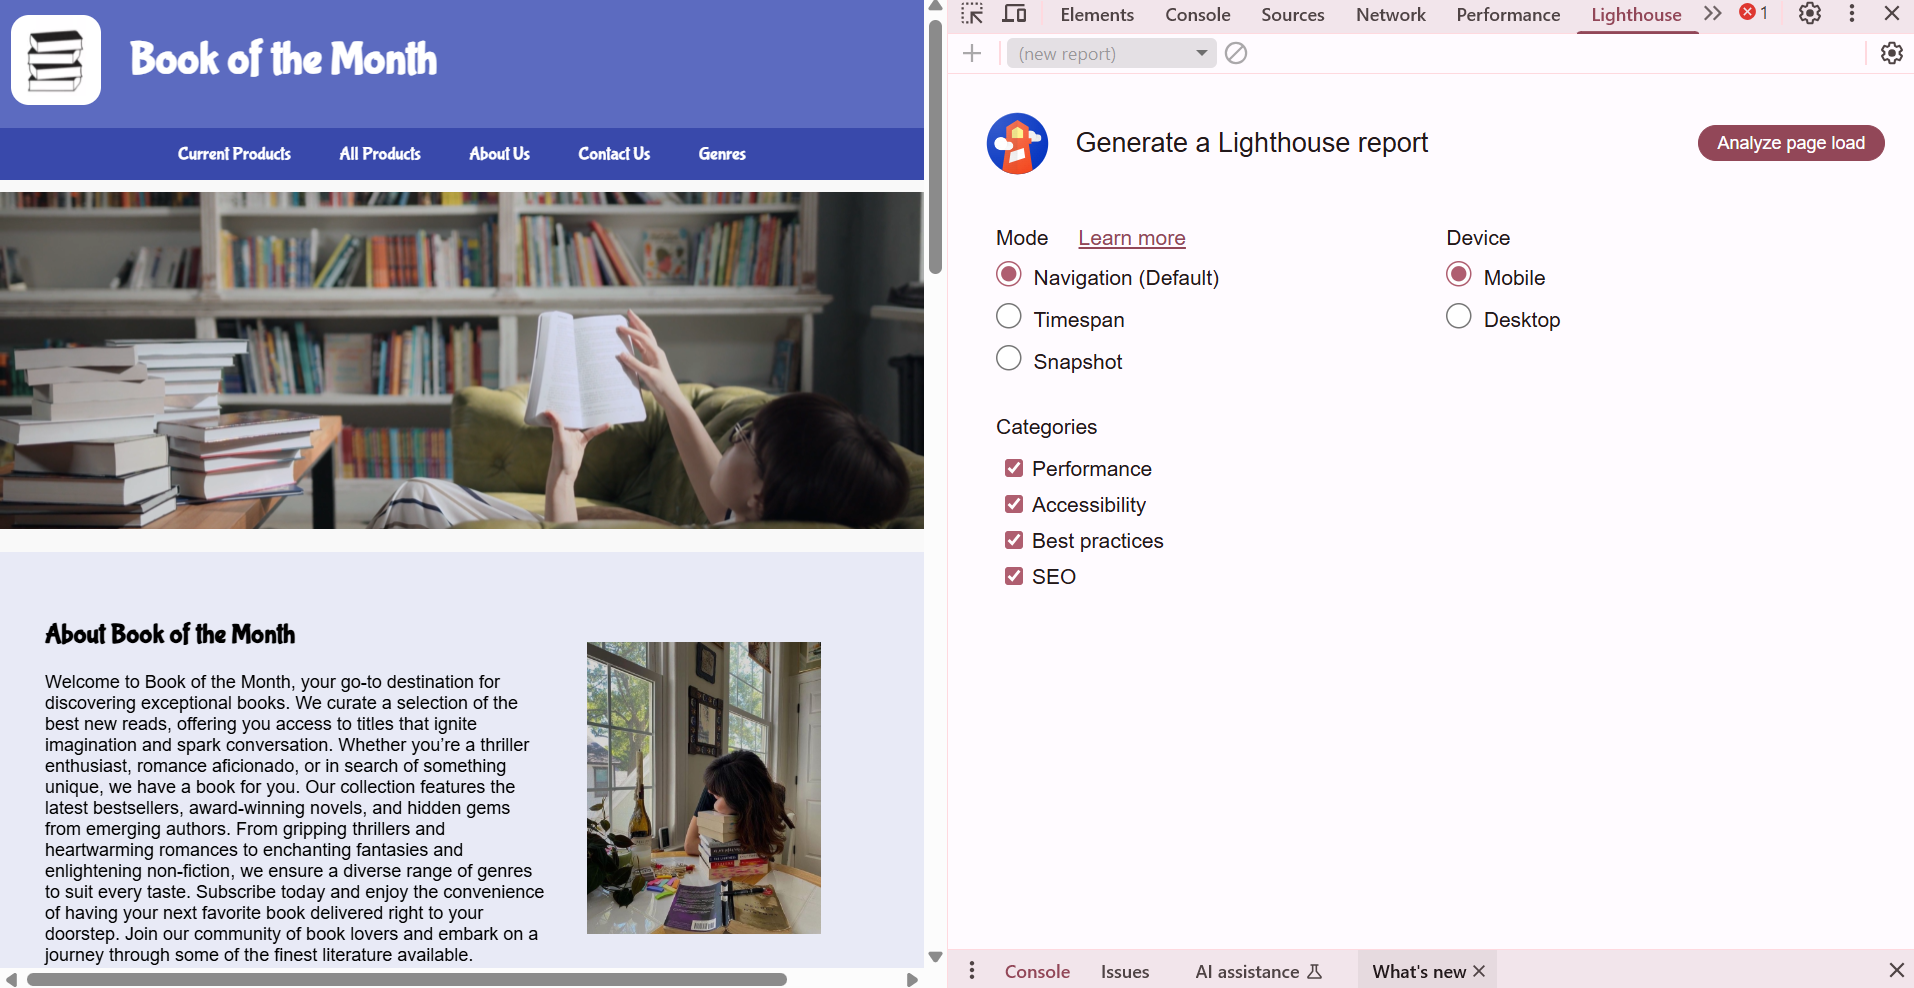 Book of the Month
Current Products
All Products
About Us
Contact Us
Genres
About Book of the Month
Welcome to Book of the Month, your go-to destination for
discovering exceptional books. We curate a selection of the
best new reads, offering you access to titles that ignite
imagination and spark conversation. Whether you’re a thriller
enthusiast, romance aficionado, or in search of something
unique, we have a book for you. Our collection features the
latest bestsellers, award-winning novels, and hidden gems
from emerging authors. From gripping thrillers and
heartwarming romances to enchanting fantasies and
enlightening non-fiction, we ensure a diverse range of genres
to suit every taste. Subscribe today and enjoy the convenience
of having your next favorite book delivered right to your
doorstep. Join our community of book lovers and embark on a
journey through some of the finest literature available.
Elements
Console
Sources
Network
Performance
Lighthouse
1
(new report)
Generate a Lighthouse report
Analyze page load
Mode
Learn more
Navigation (Default)
Timespan
Snapshot
Device
Mobile
Desktop
Categories
Performance
Accessibility
Best practices
SEO
Console
Issues
AI assistance
What's new